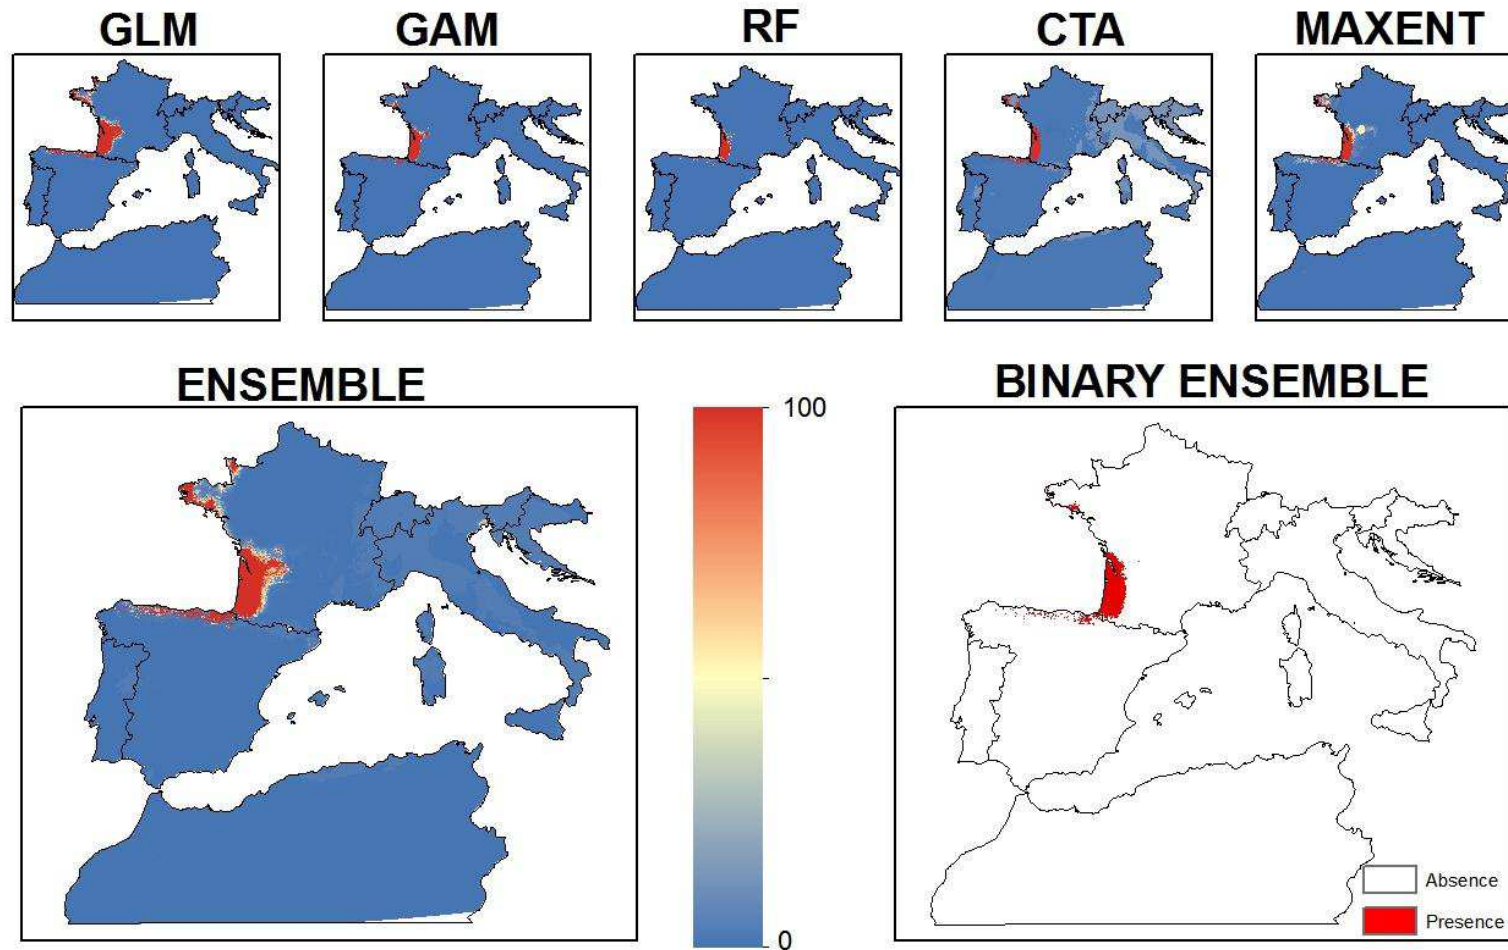 GLM
GAM
RF
CTA
MAXENT
ENSEMBLE
BINARY ENSEMBLE
100
0
Absence
Presence